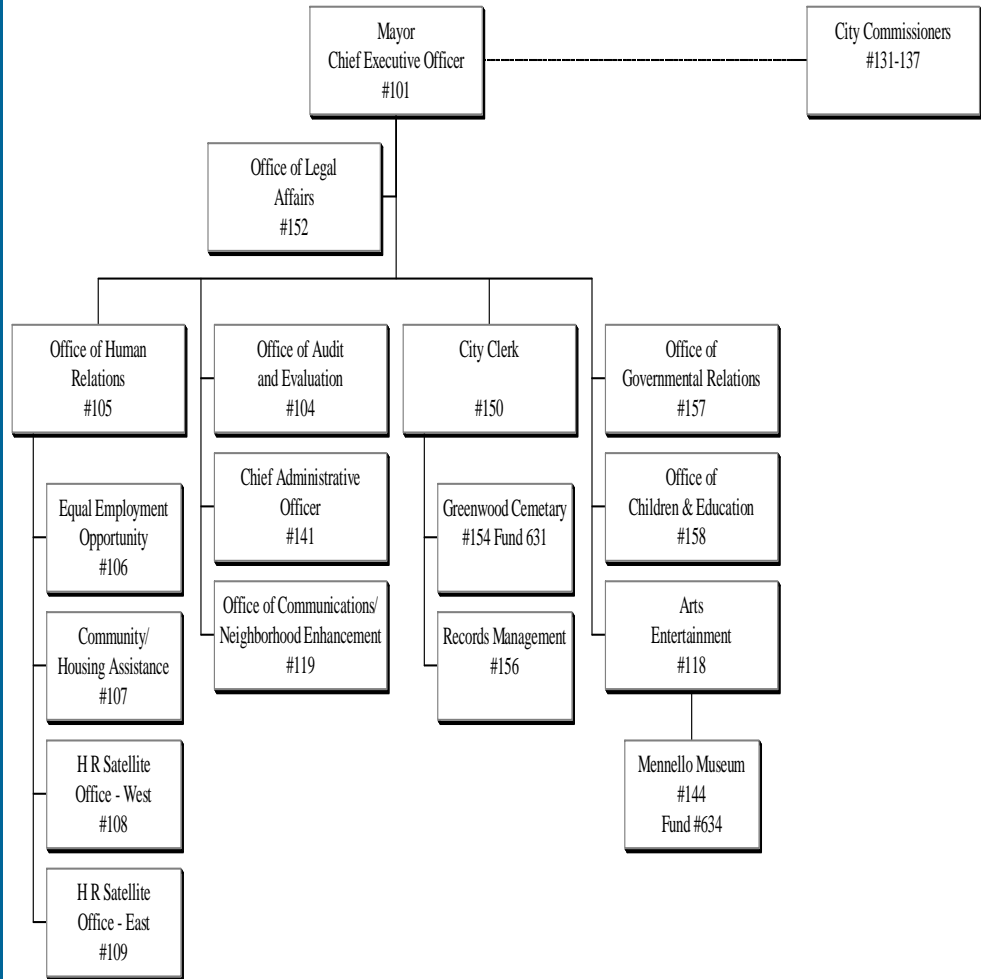 Mayor
Chief Executive Officer
#101
City Commissioners
#131-137
Office of Legal
Affairs
#152
Office of Human
Relations
#105
Equal Employment
Opportunity
#106
Community/
Housing Assistance
#107
H R Satellite
Office - West
#108
H R Satellite
Office - East
#109
Office of Audit
and Evaluation
#104
Chief Administrative
Officer
#141
Office of Communications/
Neighborhood Enhancement
#119
City Clerk
#150
Greenwood Cemetary
#154 Fund 631
Records Management
#156
Office of
Governmental Relations
#157
Office of
Children & Education
#158
Arts
Entertainment
#118
Mennello Museum
#144
Fund #634